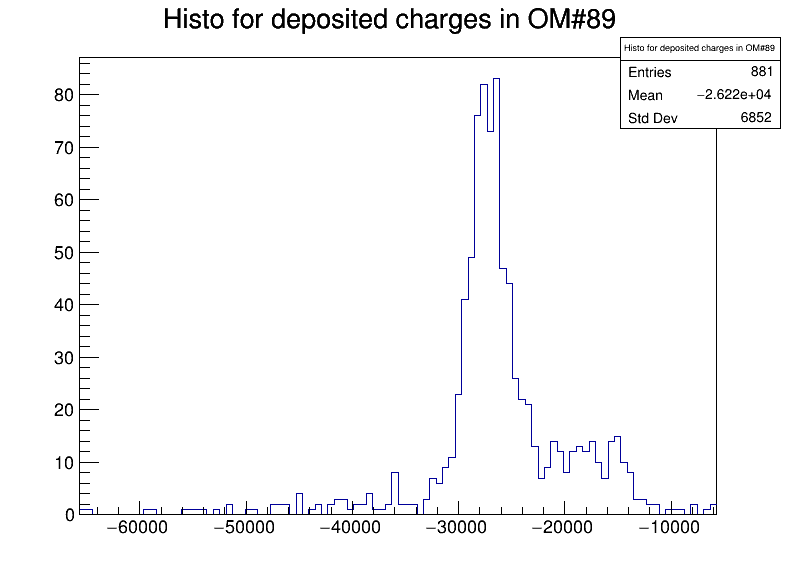 Histo for deposited charges in OM#89
Histo for deposited charges in OM#89
Entries 881
Mean −2.622e+04
Std Dev 6852
80
70
60
50
40
30
20
10
0
−60000 −50000 −40000 −30000 −20000 −10000